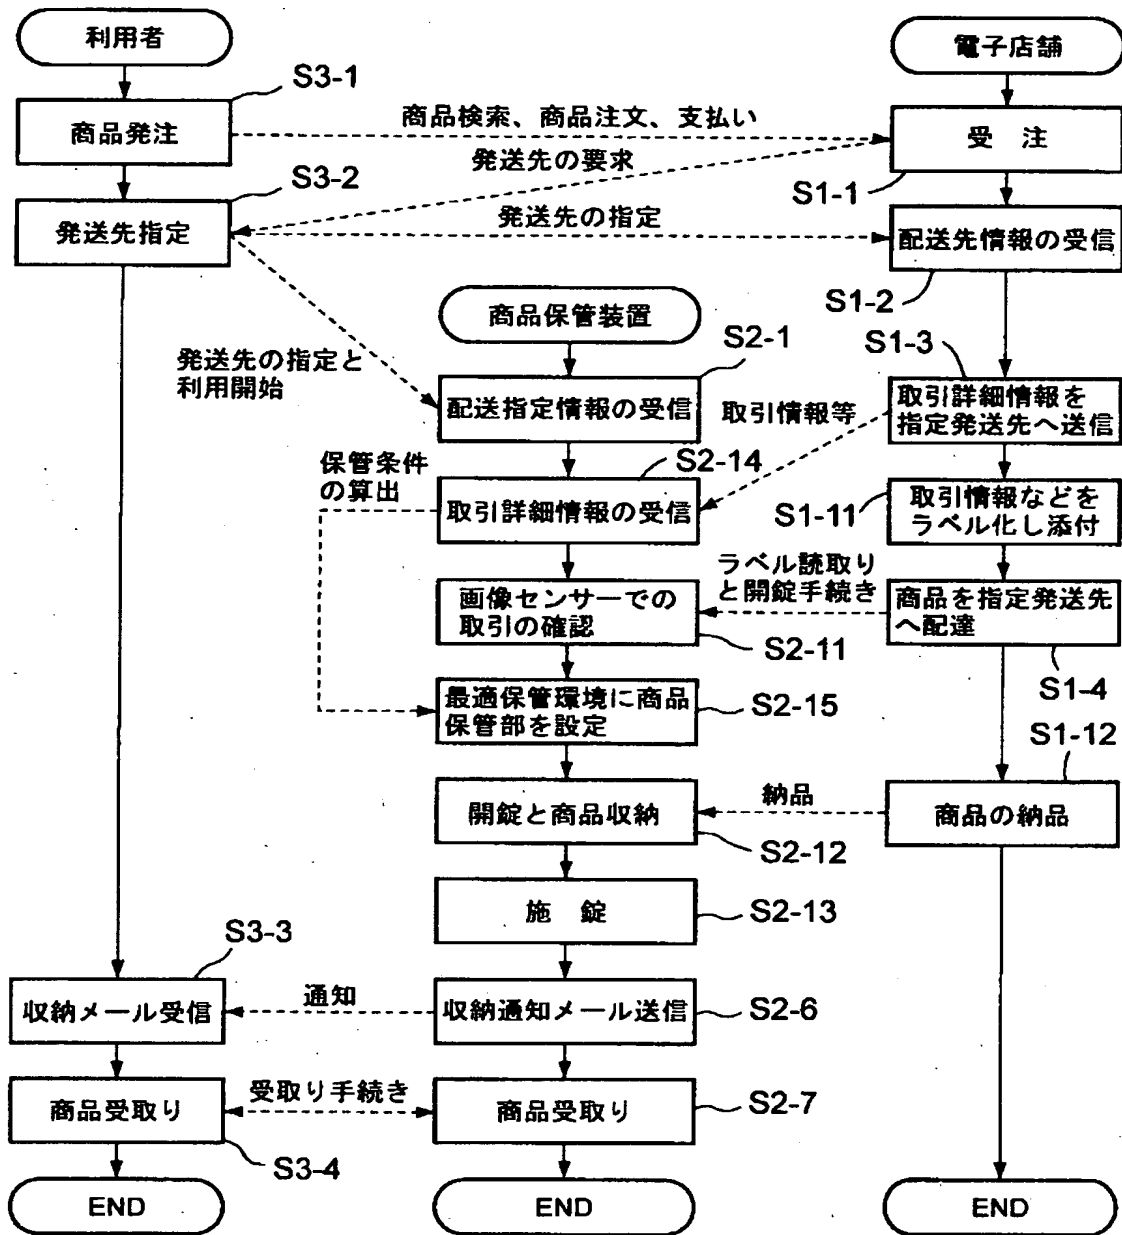 利用者
電子店舗
S3-1
商品発注
商品検索、商品注文、支払い
受 注
発送先の要求
S1-1
S3-2
発送先指定
発送先の指定
配送先情報の受信
S1-2
商品保管装置
発送先の指定と
利用開始
S2-1
S1-3
配送指定情報の受信
取引情報等
取引詳細情報を
指定発送先へ送信
保管条件
の算出
S2-14
取引詳細情報の受信
S1-11
取引情報などを
ラベル化し添付
ラベル読取り
と開錠手続き
画像センサーでの
取引の確認
S2-11
商品を指定発送先
へ配達
S1-4
最適保管環境に商品
保管部を設定
S2-15
S1-12
開錠と商品収納
納品
商品の納品
S2-12
施 錠
S2-13
S3-3
収納メール受信
通知
収納通知メール送信
S2-6
商品受取り
受取り手続き
商品受取り
S2-7
S3-4
END
END
END